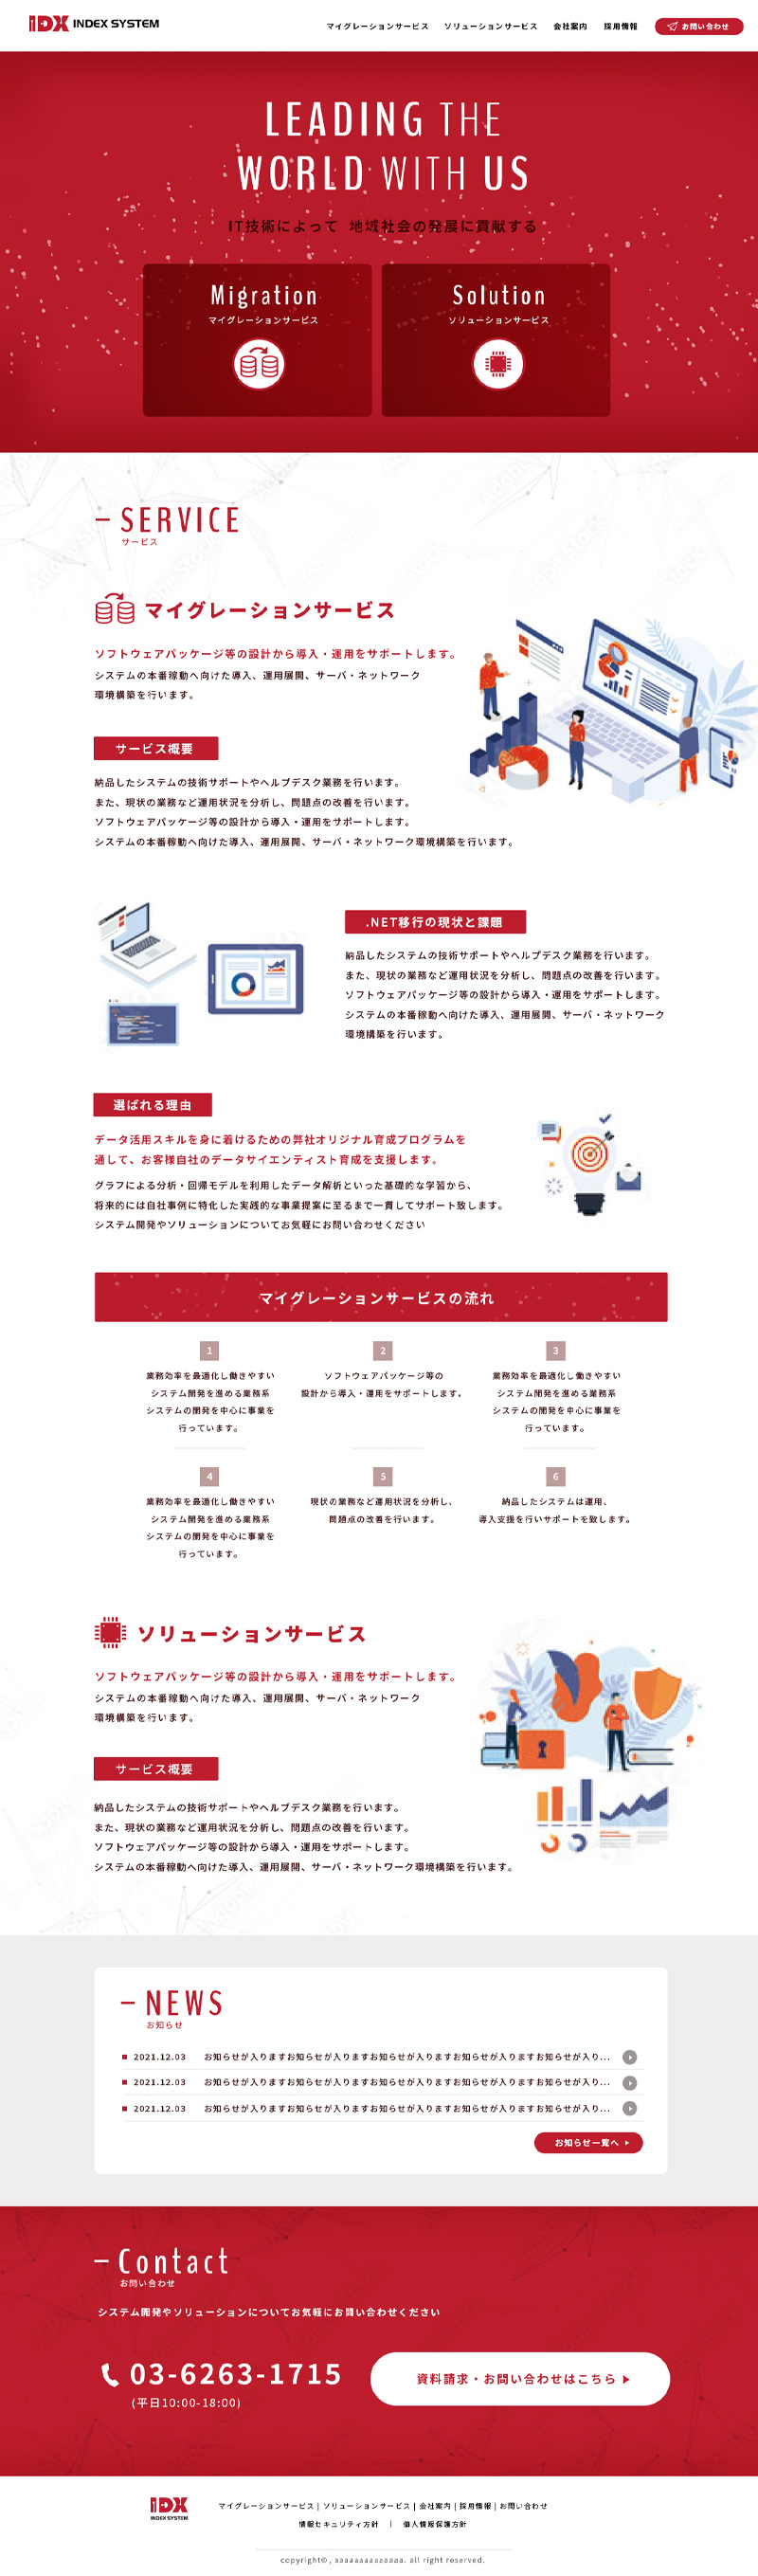 IDX INDEX SYSTEM
マイグレーションサービス ソリューションサービス 会社案内 採用情報 お問い合わせ
LEADING THE
WORLD WITH US
IT技術によって 地域社会の発展に貢献する
Migration
マイグレーションサービス
Solution
ソリューションサービス
SERVICE
サービス
マイグレーションサービス
ソフトウェアパッケージ等の設計から導入・運用をサポートします。
システムの本番稼動へ向けた導入、運用展開、サーバ・ネットワーク
環境構築を行います。
サービス概要
納品したシステムの技術サポートやヘルプデスク業務を行います。
また、現状の業務など運用状況を分析し、問題点の改善を行います。
ソフトウェアパッケージ等の設計から導入・運用をサポートします。
システムの本番稼動へ向けた導入、運用展開、サーバ・ネットワーク環境構築を行います。
.NET移行の現状と課題
納品したシステムの技術サポートやヘルプデスク業務を行います。
また、現状の業務など運用状況を分析し、問題点の改善を行います。
ソフトウェアパッケージ等の設計から導入・運用をサポートします。
システムの本番稼動へ向けた導入、運用展開、サーバ・ネットワーク
環境構築を行います。
選ばれる理由
データ活用スキルを身に着けるための弊社オリジナル育成プログラムを
通して、お客様自社のデータサイエンティスト育成を支援します。
グラフによる分析・回帰モデルを利用したデータ解析といった基礎的な学習から、
将来的には自社事例に特化した実践的な事業提案に至るまで一貫してサポート致します。
システム開発やソリューションについてお気軽にお問い合わせください
マイグレーションサービスの流れ
1
業務効率を最適化し働きやすい
システム開発を進める業務系
システムの開発を中心に事業を
行っています。
2
ソフトウェアパッケージ等の
設計から導入・運用をサポートします。
3
業務効率を最適化し働きやすい
システム開発を進める業務系
システムの開発を中心に事業を
行っています。
4
業務効率を最適化し働きやすい
システム開発を進める業務系
システムの開発を中心に事業を
行っています。
5
現状の業務など運用状況を分析し、
問題点の改善を行います。
6
納品したシステムは運用、
導入支援を行いサポートを致します。
ソリューションサービス
ソフトウェアパッケージ等の設計から導入・運用をサポートします。
システムの本番稼動へ向けた導入、運用展開、サーバ・ネットワーク
環境構築を行います。
サービス概要
納品したシステムの技術サポートやヘルプデスク業務を行います。
また、現状の業務など運用状況を分析し、問題点の改善を行います。
ソフトウェアパッケージ等の設計から導入・運用をサポートします。
システムの本番稼動へ向けた導入、運用展開、サーバ・ネットワーク環境構築を行います。
NEWS
お知らせ
2021.12.03 お知らせが入りますお知らせが入りますお知らせが入りますお知らせが入りますお知らせが入り...
2021.12.03 お知らせが入りますお知らせが入りますお知らせが入りますお知らせが入りますお知らせが入り...
2021.12.03 お知らせが入りますお知らせが入りますお知らせが入りますお知らせが入りますお知らせが入り...
お知らせ一覧へ
Contact
お問い合わせ
システム開発やソリューションについてお気軽にお問い合わせください
03-6263-1715
(平日10:00-18:00)
資料請求・お問い合わせはこちら
IDX
INDEX SYSTEM
マイグレーションサービス | ソリューションサービス | 会社案内 | 採用情報 | お問い合わせ
情報セキュリティ方針 | 個人情報保護方針
copyright© , aaaaaaaaaaaaaa. all right reserved.